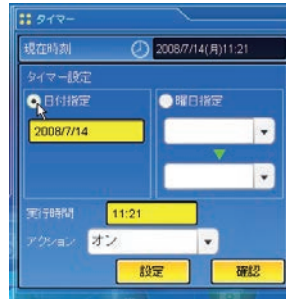 タイマー
現在時刻 2008/7/14(月)11:21
タイマー設定
日付指定 曜日指定
2008/7/14
実行時間 11:21
アクション オン
設定 確認